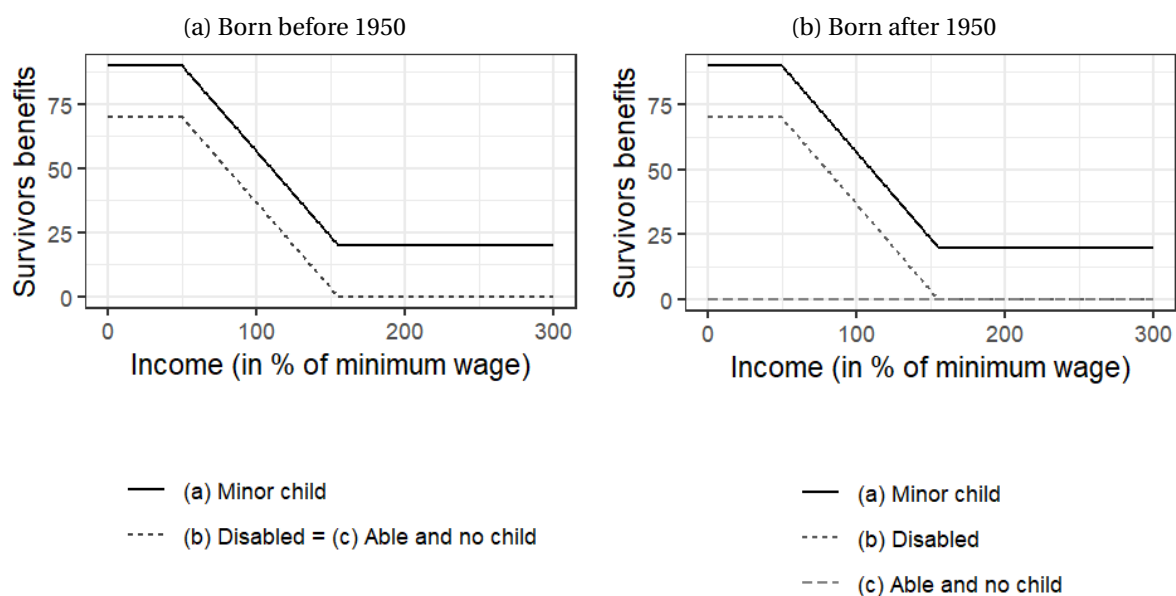 (a) Born before 1950
Survivors benefits
75
50
25
0
0 100 200 300
Income (in % of minimum wage)
(a) Minor child
(b) Disabled = (c) Able and no child
(b) Born after 1950
Survivors benefits
75
50
25
0
0 100 200 300
Income (in % of minimum wage)
(a) Minor child
(b) Disabled
(c) Able and no child